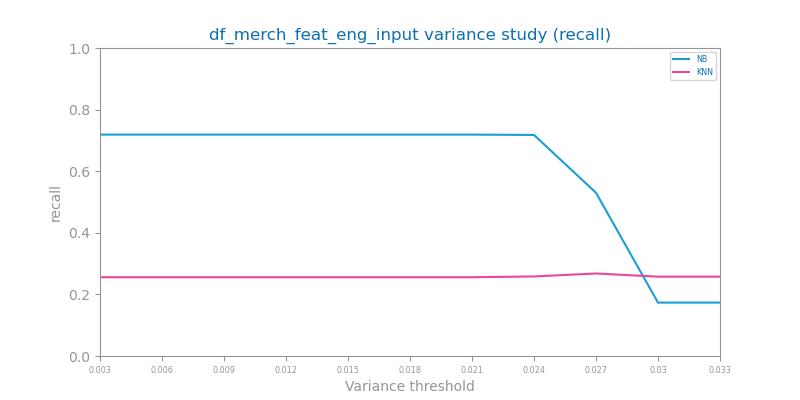 df_merch_feat_eng_input variance study (recall)
1.0
0.8
0.6
0.4
0.2
0.0
recall
NB
KNN
0.003 0.006 0.009 0.012 0.015 0.018 0.021 0.024 0.027 0.03 0.033
Variance threshold